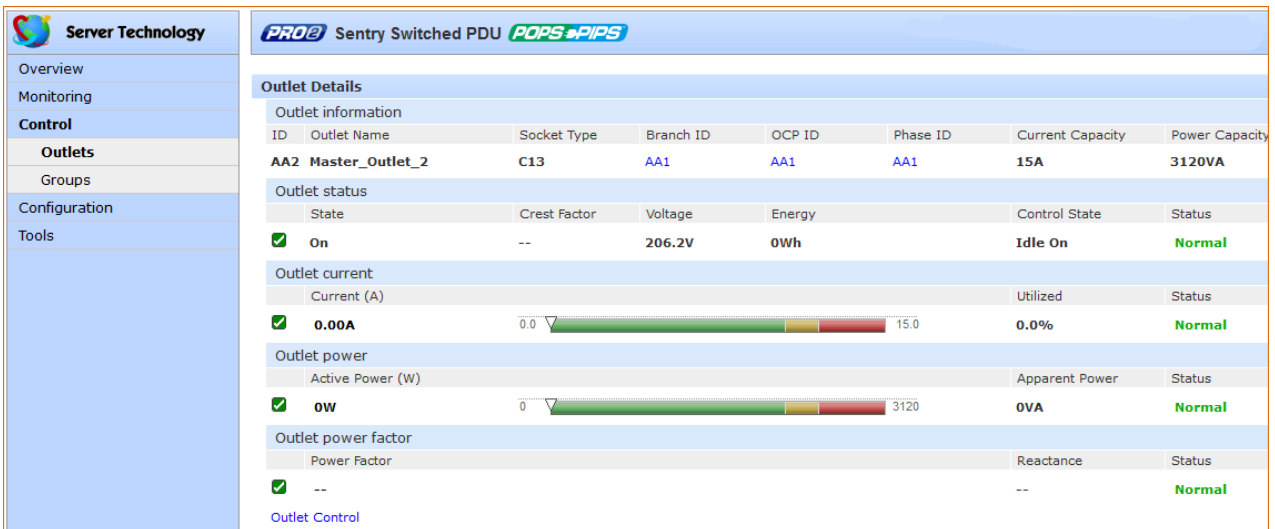 Server Technology
PRO2 Sentry Switched PDU POPS PIPS
Overview
Monitoring
Control
Outlets
Groups
Configuration
Tools
Outlet Details
Outlet information
ID Outlet Name Socket Type Branch ID OCP ID Phase ID Current Capacity Power Capacity
AA2 Master_Outlet_2 C13 AA1 AA1 AA1 15A 3120VA
Outlet status
State Crest Factor Voltage Energy Control State Status
On -- 206.2V 0Wh Idle On Normal
Outlet current
Current (A) Utilized Status
0.00A 0.0 15.0 0.0% Normal
Outlet power
Active Power (W) Apparent Power Status
0W 0 3120 0VA Normal
Outlet power factor
Power Factor Reactance Status
-- -- Normal
Outlet Control